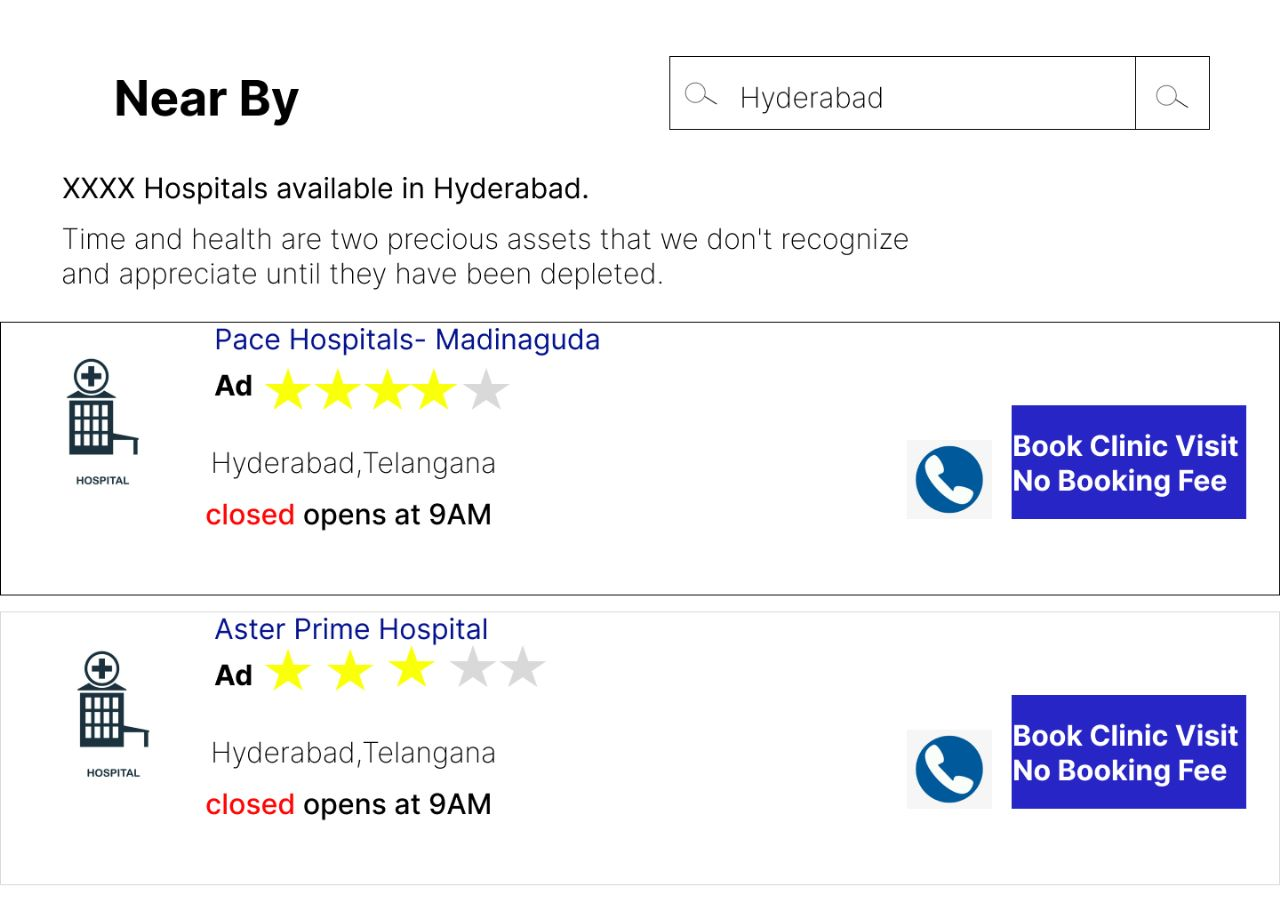 Near By
Hyderabad
XXXX Hospitals available in Hyderabad.
Time and health are two precious assets that we don't recognize
and appreciate until they have been depleted.
Pace Hospitals- Madinaguda
Ad
HOSPITAL
Hyderabad,Telangana
closed opens at 9AM
Book Clinic Visit
No Booking Fee
Aster Prime Hospital
Ad
HOSPITAL
Hyderabad,Telangana
closed opens at 9AM
Book Clinic Visit
No Booking Fee